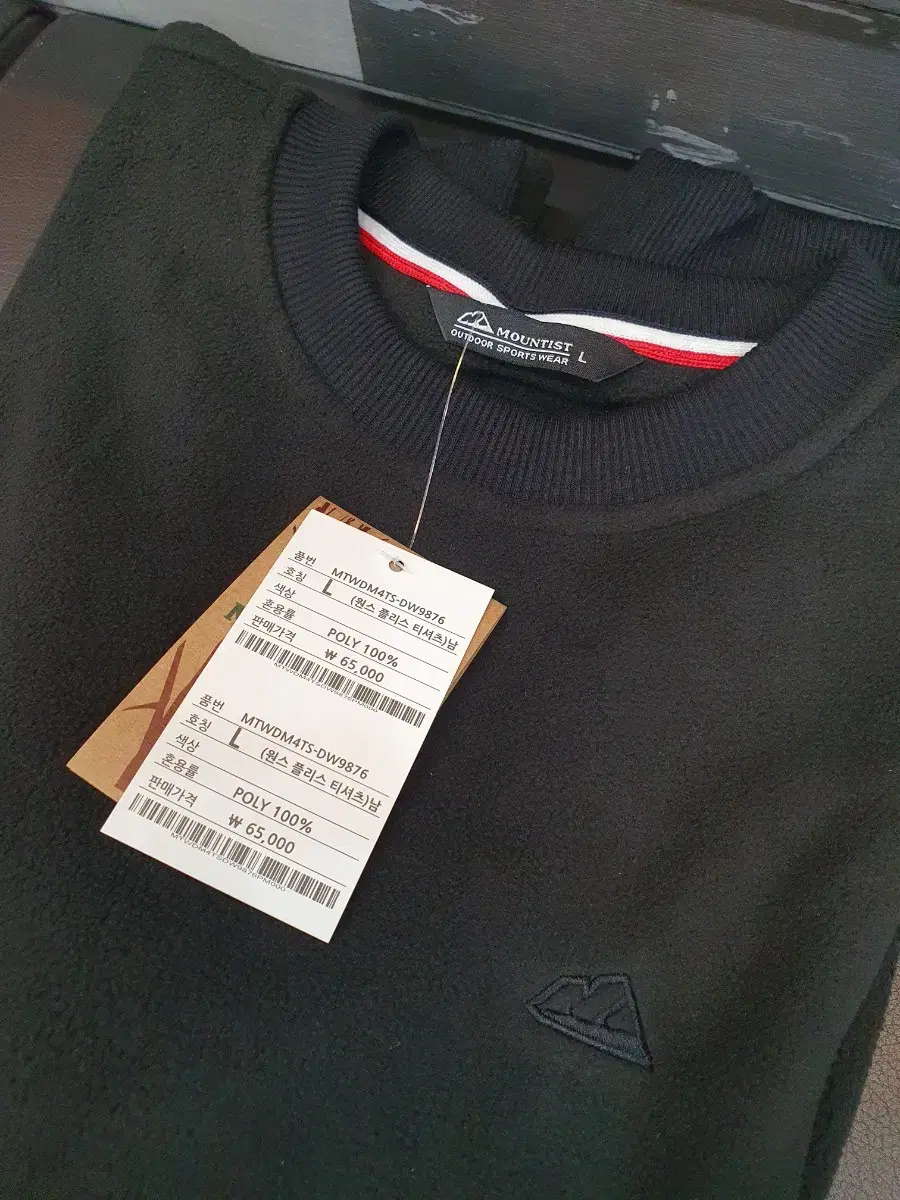 MOUNTIST
OUTDOOR SPORTS WEAR L
품번 MTWDM4TS-DW9876
호칭 L (원스 플리스 티셔츠)남
색상
혼용률 POLY 100%
판매가격 ₩ 65,000
품번 MTWDM4TS-DW9876
호칭 L (원스 플리스 티셔츠)남
색상
혼용률 POLY 100%
판매가격 ₩ 65,000